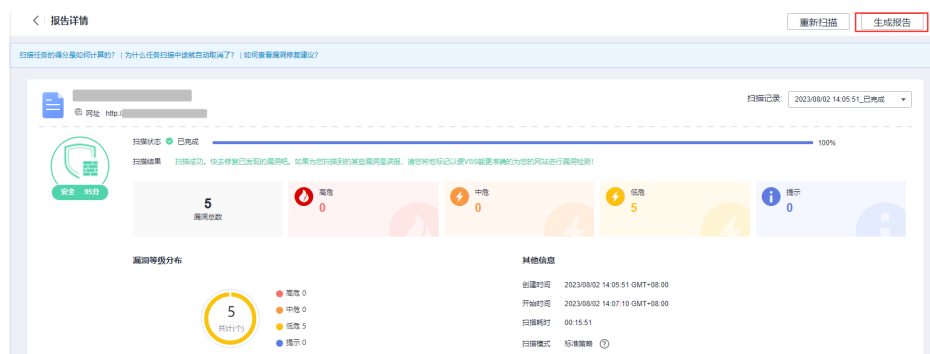 报告详情
重新扫描 生成报告
扫描任务的得分是如何计算的? | 为什么任务扫描中途就自动取消了? | 如何查看漏洞修复建议?
扫描记录: 2023/08/02 14:05:51_已完成
网址 http:/
扫描状态 已完成 100%
扫描结果 扫描成功。快去修复已发现的漏洞吧。如果为您扫描到的某些漏洞是误报,请您将他标记以便VSS能更准确的为您的网站进行漏洞检测!
安全 95分
5
漏洞总数
高危
0
中危
0
低危
5
提示
0
漏洞等级分布
5
共计(个)
高危 0
中危 0
低危 5
提示 0
其他信息
创建时间 2023/08/02 14:05:51 GMT+08:00
开始时间 2023/08/02 14:07:10 GMT+08:00
扫描耗时 00:15:51
扫描模式 标准策略 ?